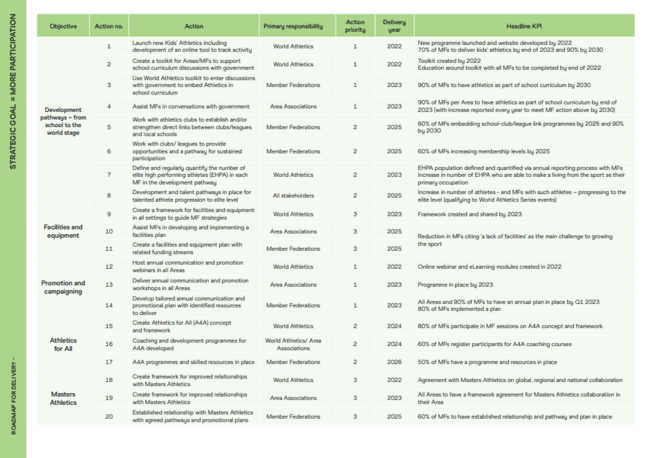 STRATEGIC GOAL = MORE PARTICIPATION
ROADMAP FOR DELIVERY -
Objective Action no. Action Primary responsibility Action priority Delivery year Headline KPI
Development pathways – from school to the world stage
1 Launch new Kids' Athletics including development of an online tool to track activity World Athletics 1 2022 New programme launched and website developed by 2022
70% of MFs to deliver kids' athletics by end of 2023 and 90% by 2030
2 Create a toolkit for Areas/MFs to support school curriculum discussions with government World Athletics 1 2022 Toolkit created by 2022
Education around toolkit with all MFs to be completed by end of 2022
3 Use World Athletics toolkit to enter discussions with government to embed Athletics in school curriculum Member Federations 1 2023 90% of MFs to have athletics as part of school curriculum by 2030
4 Assist MFs in conversations with government Area Associations 1 2023 90% of MFs per Area to have athletics as part of school curriculum by end of 2023 (with increase reported every year to meet MF action above by 2030)
5 Work with athletics clubs to establish and/or strengthen direct links between clubs/leagues and local schools Member Federations 2 2025 60% of MFs embedding school-club/league link programmes by 2025 and 90% by 2030
6 Work with clubs/ leagues to provide opportunities and a pathway for sustained participation Member Federations 2 2025 60% of MFs increasing membership levels by 2025
7 Define and regularly quantify the number of elite high performing athletes (EHPA) in each MF in the development pathway World Athletics 2 2023 EHPA population defined and quantified via annual reporting process with MFs
Increase in number of EHPA who are able to make a living from the sport as their primary occupation
8 Development and talent pathways in place for talented athlete progression to elite level All stakeholders 2 2025 Increase in number of athletes - and MFs with such athletes – progressing to the elite level (qualifying to World Athletics Series events)
Facilities and equipment
9 Create a framework for facilities and equipment in all settings to guide MF strategies World Athletics 3 2023 Framework created and shared by 2023
10 Assist MFs in developing and implementing a facilities plan Area Associations 3 2025
Reduction in MFs citing 'a lack of facilities' as the main challenge to growing the sport
11 Create a facilities and equipment plan with related funding streams Member Federations 3 2025
Promotion and campaigning
12 Host annual communication and promotion webinars in all Areas World Athletics 1 2022 Online webinar and eLearning modules created in 2022
13 Deliver annual communication and promotion workshops in all Areas Area Associations 1 2023 Programme in place by 2023
14 Develop tailored annual communication and promotional plan with identified resources to deliver Member Federations 1 2023 All Areas and 90% of MFs to have an annual plan in place by Q1 2023
80% of MFs implemented a plan
Athletics for All
15 Create Athletics for All (A4A) concept and framework World Athletics 2 2024 80% of MFs participate in MF sessions on A4A concept and framework
16 Coaching and development programmes for A4A developed World Athletics/ Area Associations 2 2024 60% of MFs register participants for A4A coaching courses
17 A4A programmes and skilled resources in place Member Federations 2 2026 50% of MFs have a programme and resources in place
Masters Athletics
18 Create framework for improved relationships with Masters Athletics World Athletics 3 2022 Agreement with Masters Athletics on global, regional and national collaboration
19 Create framework for improved relationships with Masters Athletics Area Associations 3 2023 All Areas to have a framework agreement for Masters Athletics collaboration in their Area
20 Established relationship with Masters Athletics with agreed pathways and promotional plans Member Federations 3 2025 60% of MFs to have established relationship and pathway and plan in place